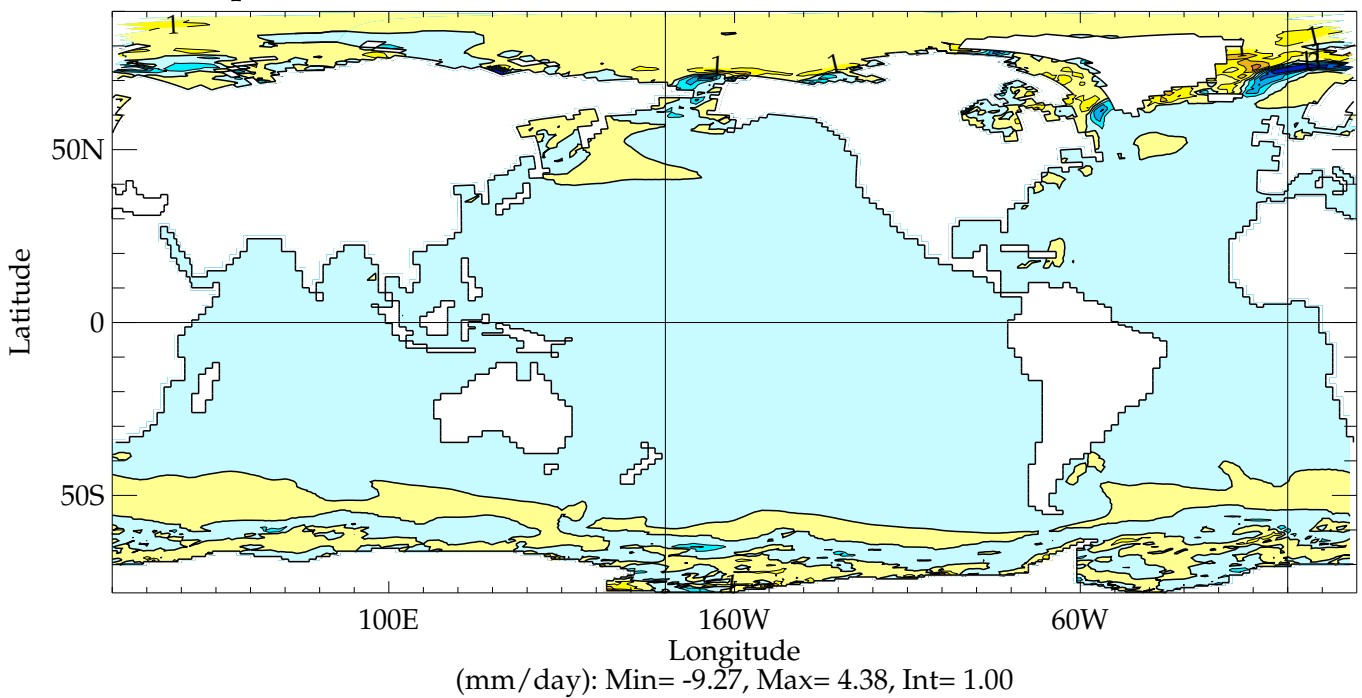 1
1
1
1
50N
0
50S
Latitude
100E
160W
60W
Longitude
(mm/day): Min= -9.27, Max= 4.38, Int= 1.00